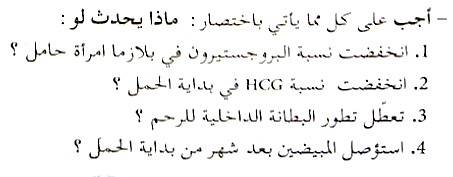 – أجب على كل مما يأتي باختصار: ماذا يحدث لو:
1. انخفضت نسبة البروجستيرون في بلازما امرأة حامل؟
2. انخفضت نسبة HCG في بداية الحمل؟
3. تعطّل تطور البطانة الداخلية للرحم؟
4. استؤصل المبيضين بعد شهر من بداية الحمل؟